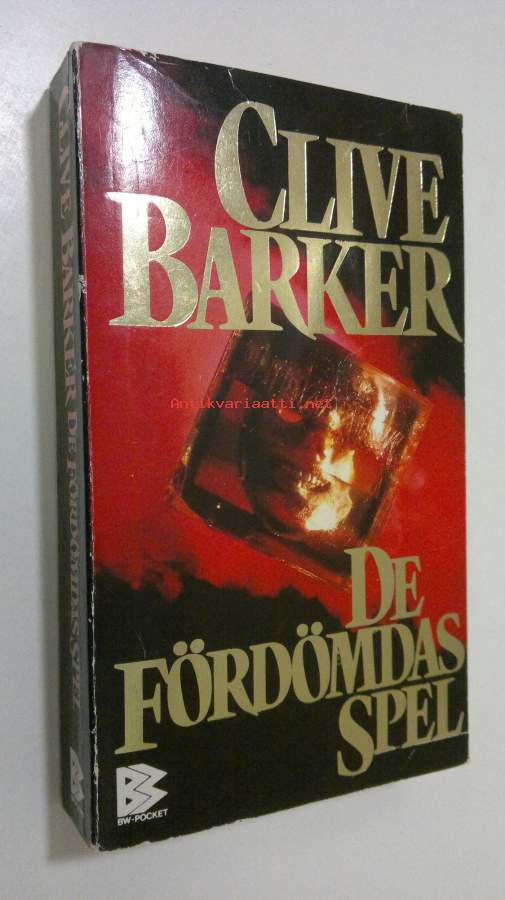 CLIVE
BARKER
Antikvariaatti.net
DE
FÖRDÖMDAS
SPEL
BW-POCKET
CLIVE BARKER DE FÖRDÖMDAS SPEL